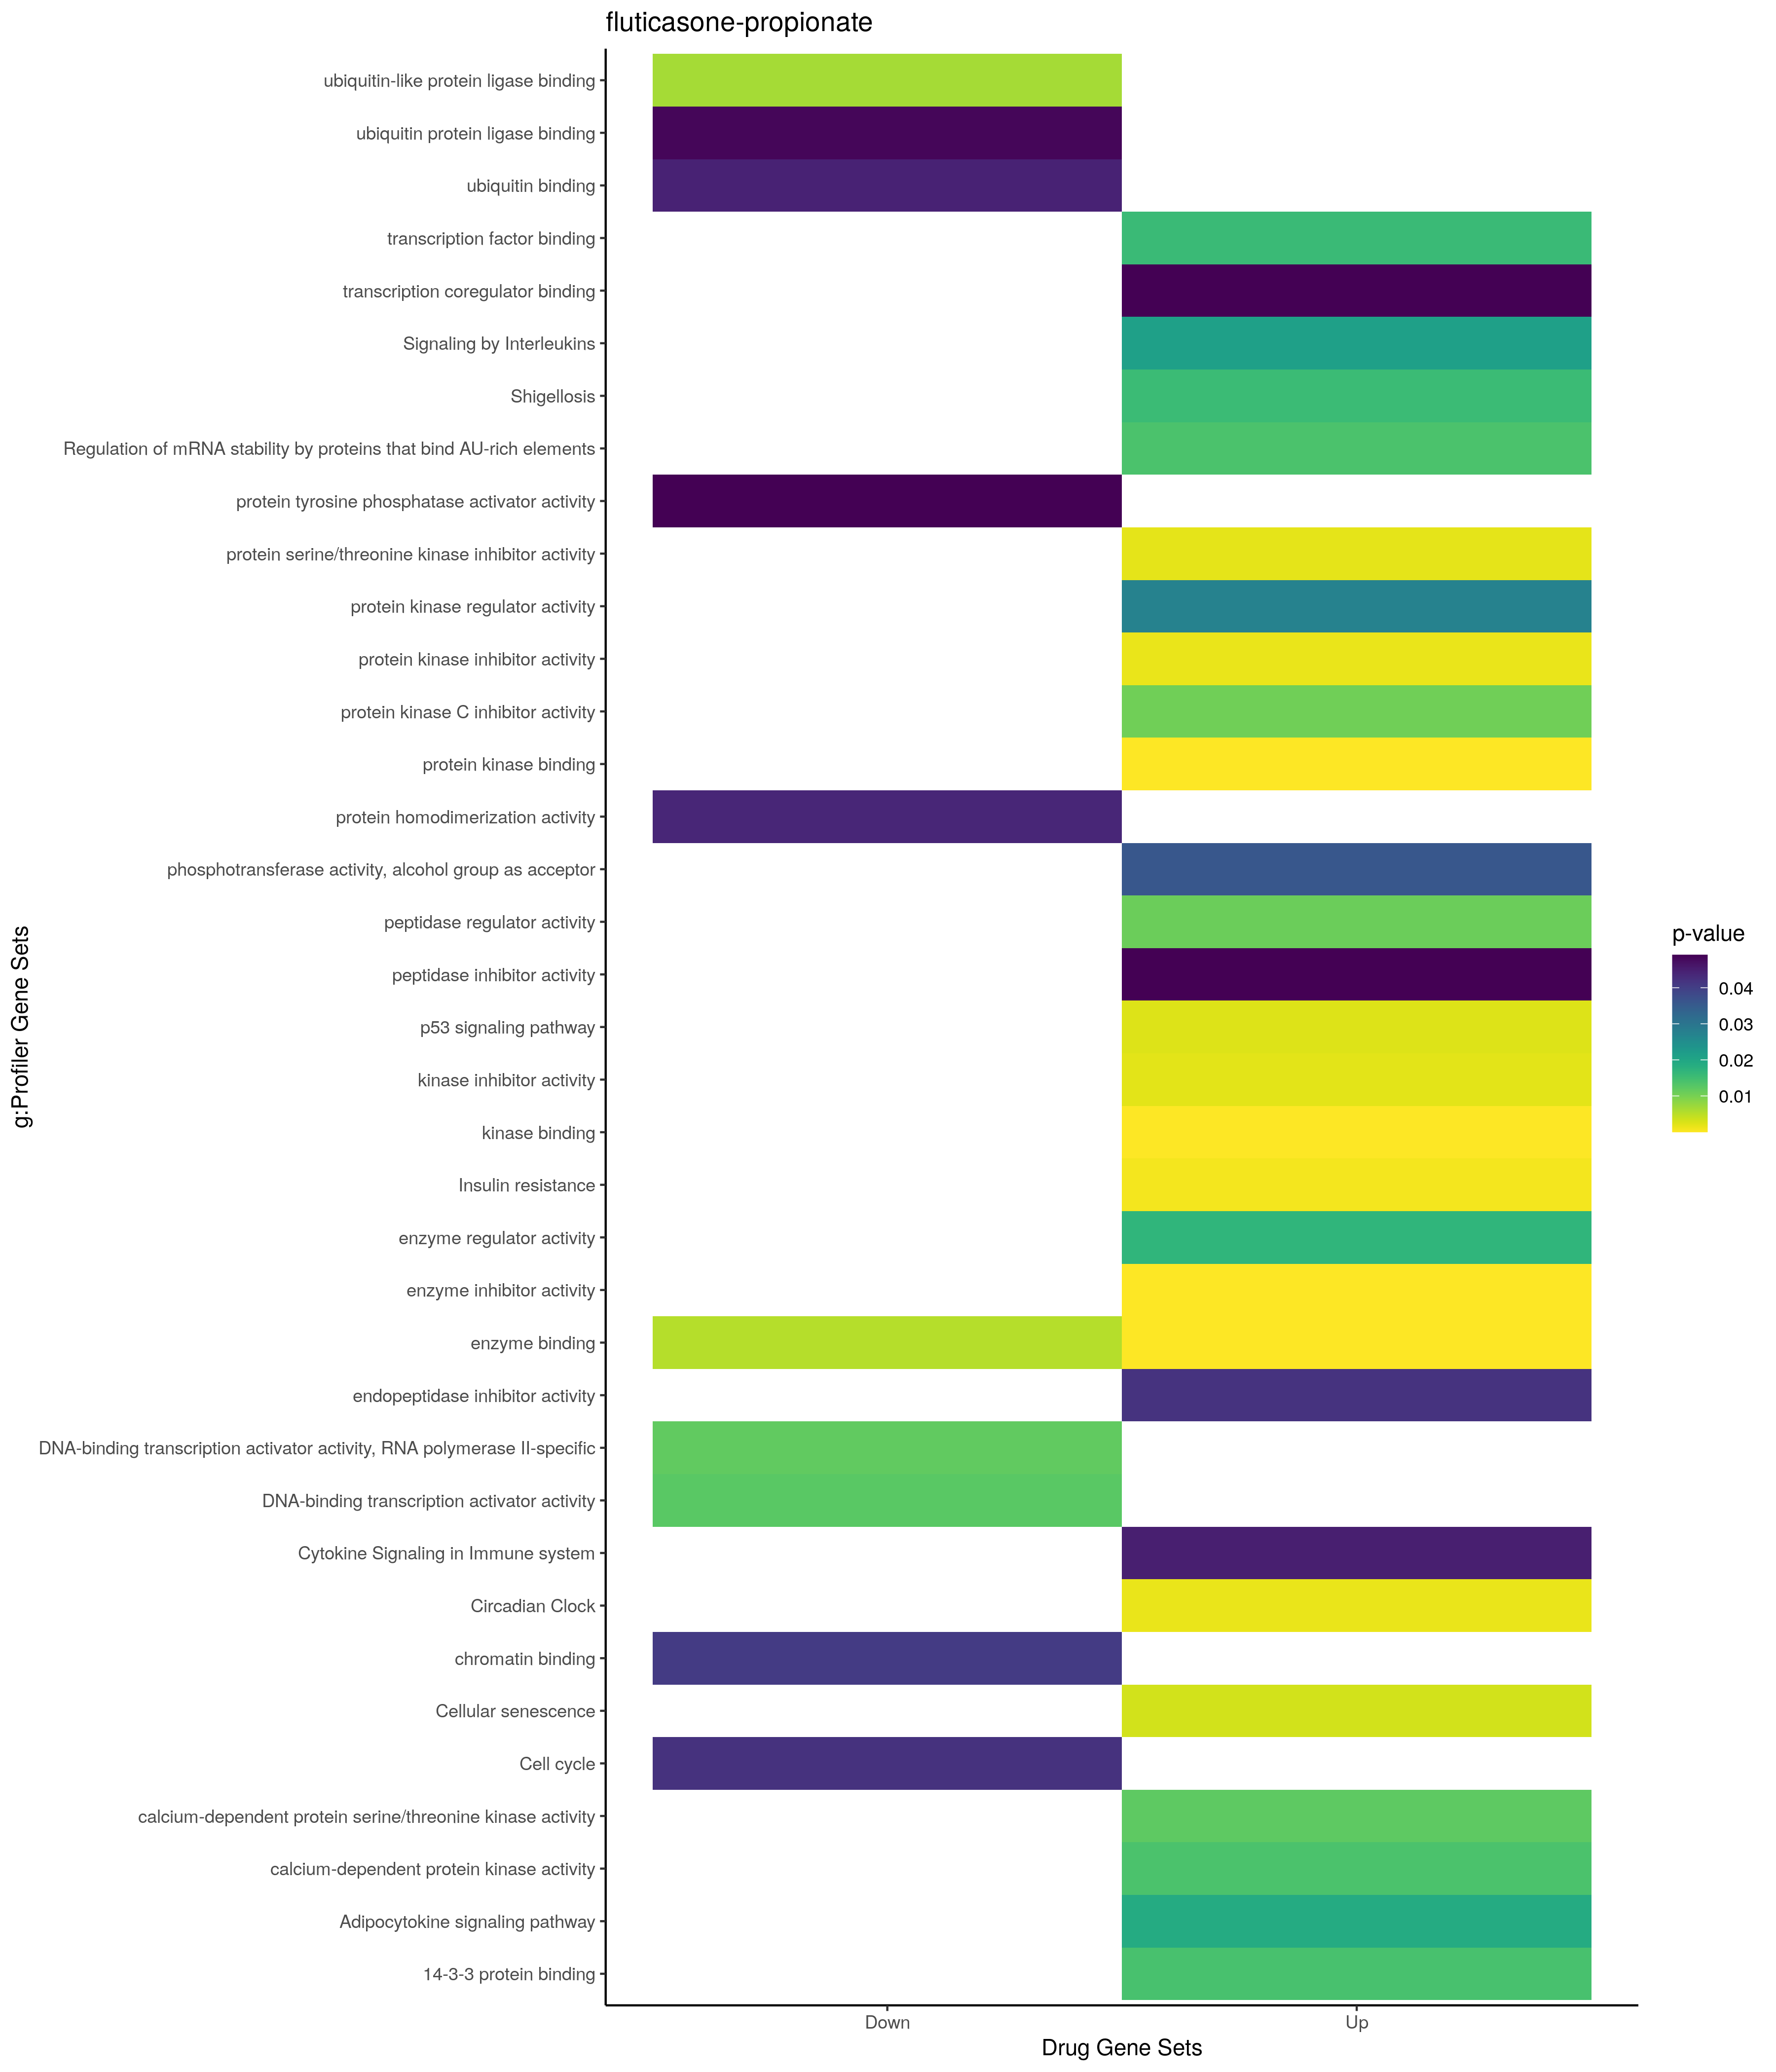 fluticasone-propionate
ubiquitin-like protein ligase binding
ubiquitin protein ligase binding
ubiquitin binding
transcription factor binding
transcription coregulator binding
Signaling by Interleukins
Shigellosis
Regulation of mRNA stability by proteins that bind AU-rich elements
protein tyrosine phosphatase activator activity
protein serine/threonine kinase inhibitor activity
protein kinase regulator activity
protein kinase inhibitor activity
protein kinase C inhibitor activity
protein kinase binding
protein homodimerization activity
phosphotransferase activity, alcohol group as acceptor
peptidase regulator activity
peptidase inhibitor activity
p53 signaling pathway
kinase inhibitor activity
kinase binding
Insulin resistance
enzyme regulator activity
enzyme inhibitor activity
enzyme binding
endopeptidase inhibitor activity
DNA-binding transcription activator activity, RNA polymerase II-specific
DNA-binding transcription activator activity
Cytokine Signaling in Immune system
Circadian Clock
chromatin binding
Cellular senescence
Cell cycle
calcium-dependent protein serine/threonine kinase activity
calcium-dependent protein kinase activity
Adipocytokine signaling pathway
14-3-3 protein binding
g:Profiler Gene Sets
Down
Up
Drug Gene Sets
p-value
0.04
0.03
0.02
0.01